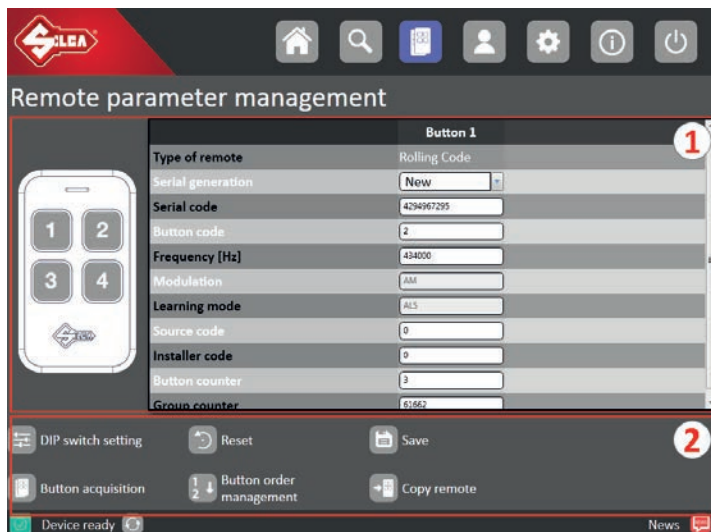 SILCA
Remote parameter management
1
Button 1
Type of remote Rolling Code
Serial generation New
Serial code 4294967295
Button code 2
Frequency [Hz] 434000
Modulation AM
Learning mode ALS
Source code 0
Installer code 0
Button counter 3
Group counter 61662
1 2
3 4
2
DIP switch setting Reset Save
Button acquisition 1 2 Button order
management Copy remote
Device ready News